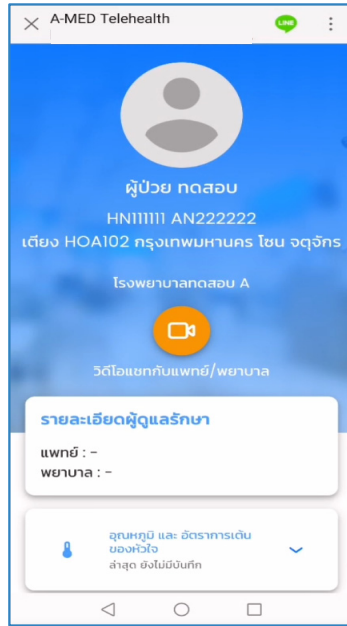 A-MED Telehealth
LINE
ผู้ป่วย ทดสอบ
HN111111 AN222222
เตียง HOA102 กรุงเทพมหานคร โซน จตุจักร
โรงพยาบาลทดสอบ A
วิดีโอแชทกับแพทย์/พยาบาล
รายละเอียดผู้ดูแลรักษา
แพทย์ : -
พยาบาล : -
อุณหภูมิ และ อัตราการเต้น
ของหัวใจ
ล่าสุด ยังไม่มีบันทึก